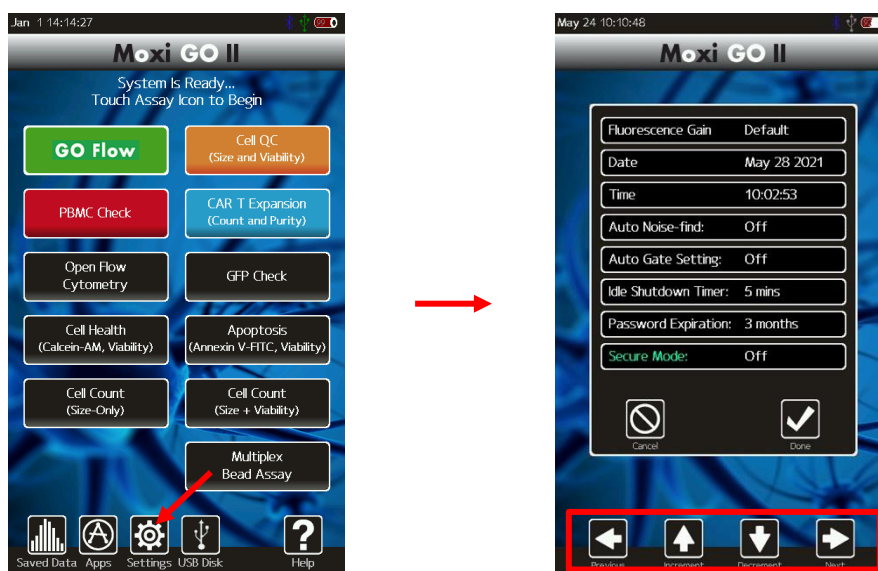 Jan 1 14:14:27
Moxi GO II
System Is Ready...
Touch Assay Icon to Begin
GO Flow
Cell QC
(Size and Viability)
PBMC Check
CAR T Expansion
(Count and Purity)
Open Flow
Cytometry
GFP Check
Cell Health
(Calcein-AM, Viability)
Apoptosis
(Annexin V-FITC, Viability)
Cell Count
(Size-Only)
Cell Count
(Size + Viability)
Multiplex
Bead Assay
Saved Data Apps Settings USB Disk Help
May 24 10:10:48
Moxi GO II
Fluorescence Gain Default
Date May 28 2021
Time 10:02:53
Auto Noise-find: Off
Auto Gate Setting: Off
Idle Shutdown Timer: 5 mins
Password Expiration: 3 months
Secure Mode: Off
Cancel Done
Previous Increment Decrement Next